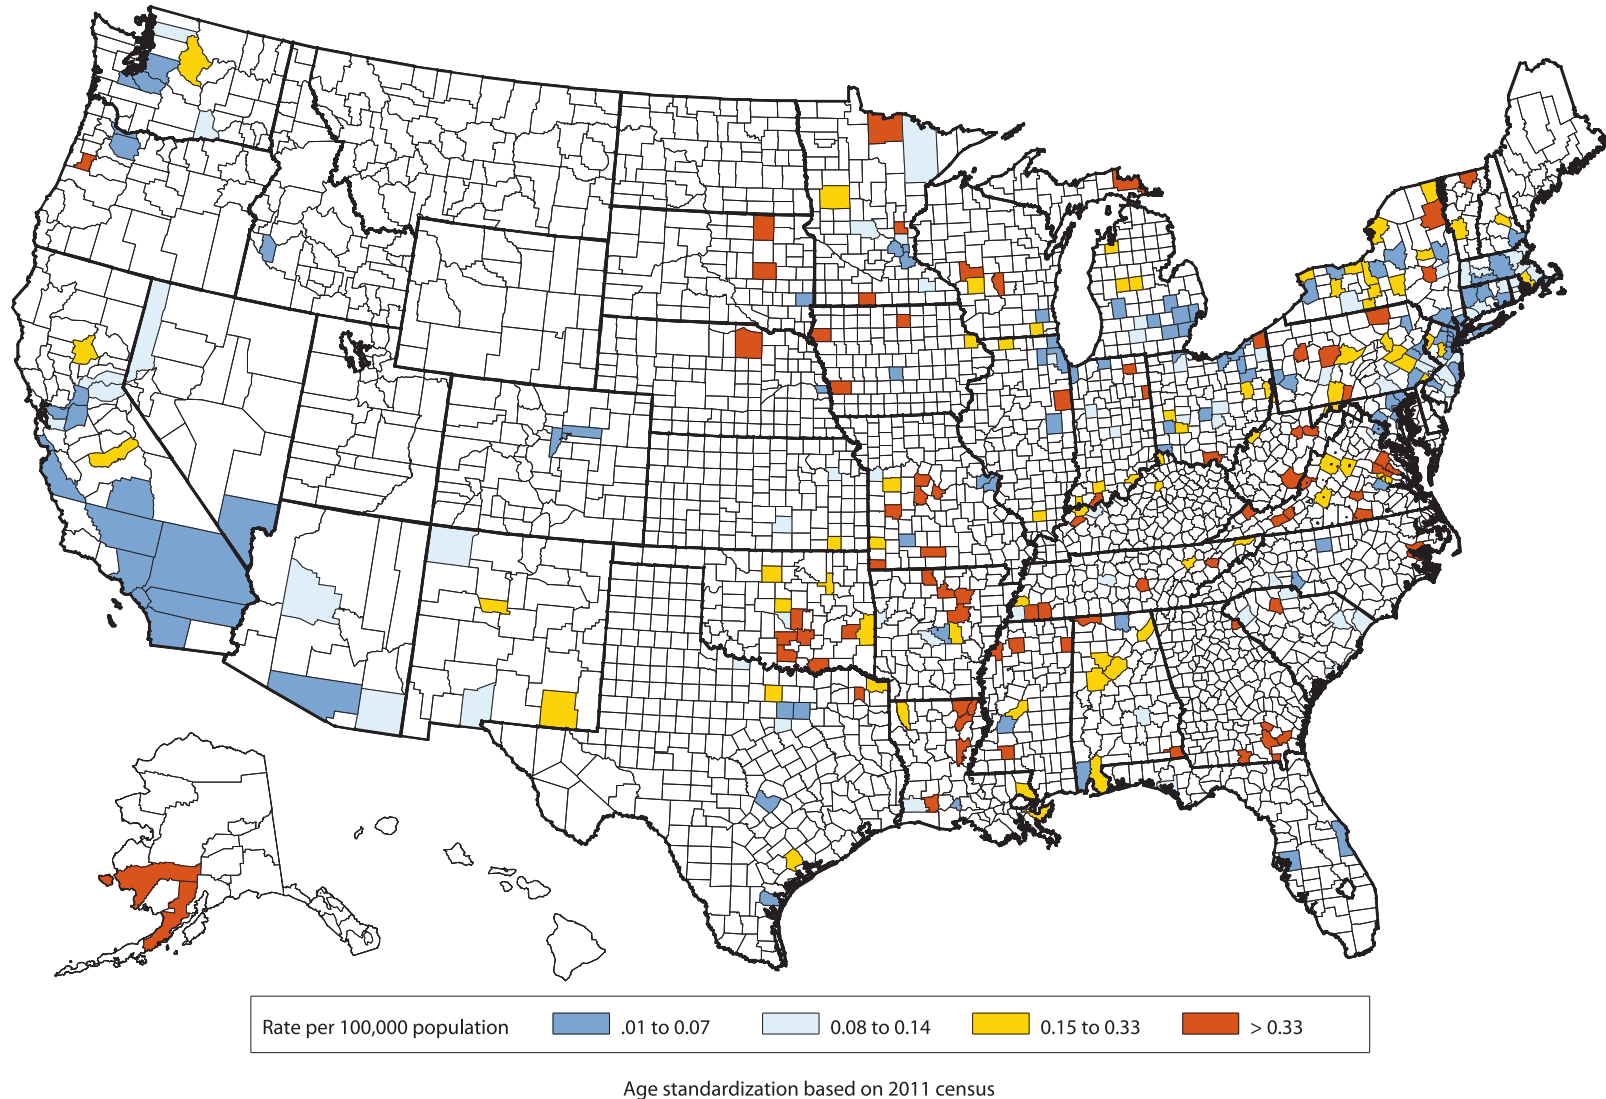 Rate per 100,000 population .01 to 0.07 0.08 to 0.14 0.15 to 0.33 > 0.33
Age standardization based on 2011 census